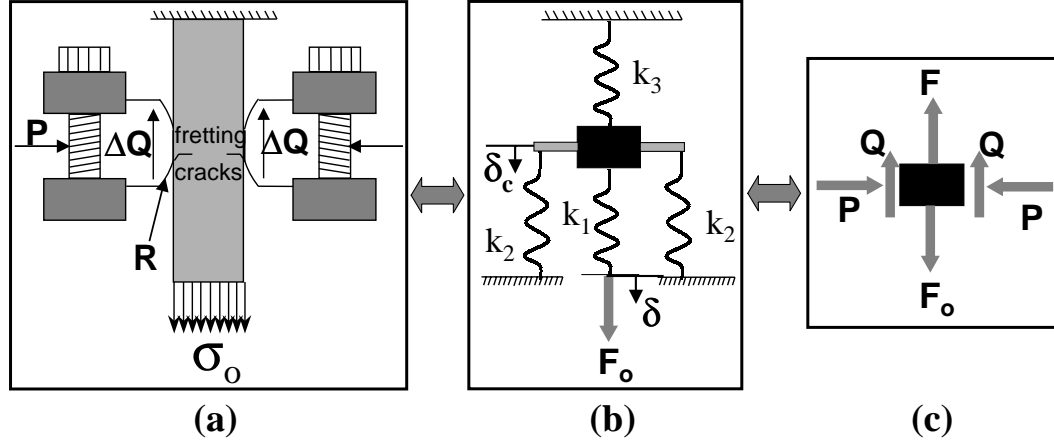 P
ΔQ
fretting
cracks
ΔQ
R
σo
(a)
k3
δc
k2
k1
k2
δ
Fo
(b)
F
Q
Q
P
P
Fo
(c)